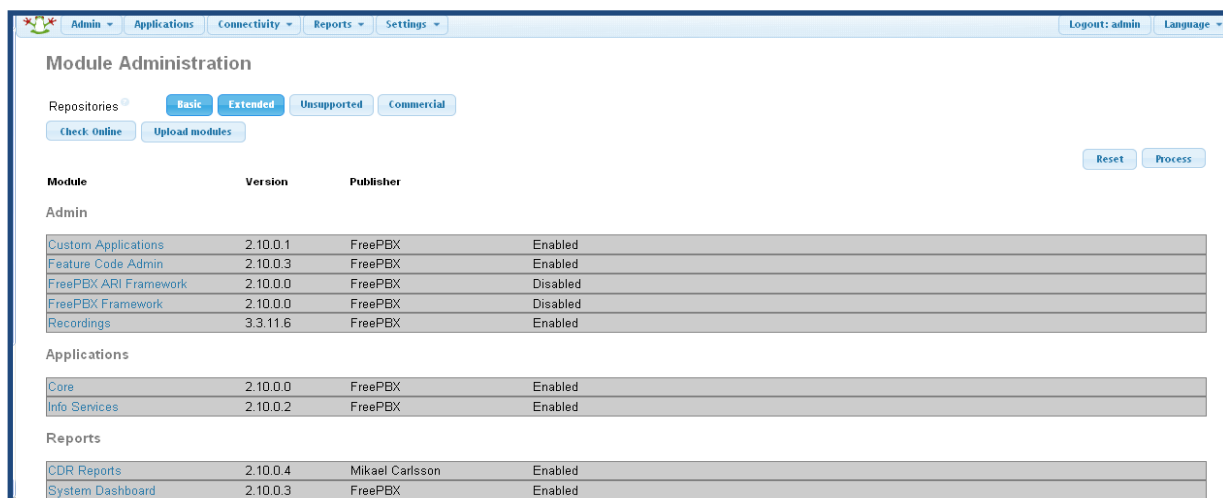 Admin Applications Connectivity Reports Settings Logout: admin Language
Module Administration
Repositories Basic Extended Unsupported Commercial
Check Online Upload modules
Reset Process
Module Version Publisher
Admin
Custom Applications 2.10.0.1 FreePBX Enabled
Feature Code Admin 2.10.0.3 FreePBX Enabled
FreePBX ARI Framework 2.10.0.0 FreePBX Disabled
FreePBX Framework 2.10.0.0 FreePBX Disabled
Recordings 3.3.11.6 FreePBX Enabled
Applications
Core 2.10.0.0 FreePBX Enabled
Info Services 2.10.0.2 FreePBX Enabled
Reports
CDR Reports 2.10.0.4 Mikael Carlsson Enabled
System Dashboard 2.10.0.3 FreePBX Enabled